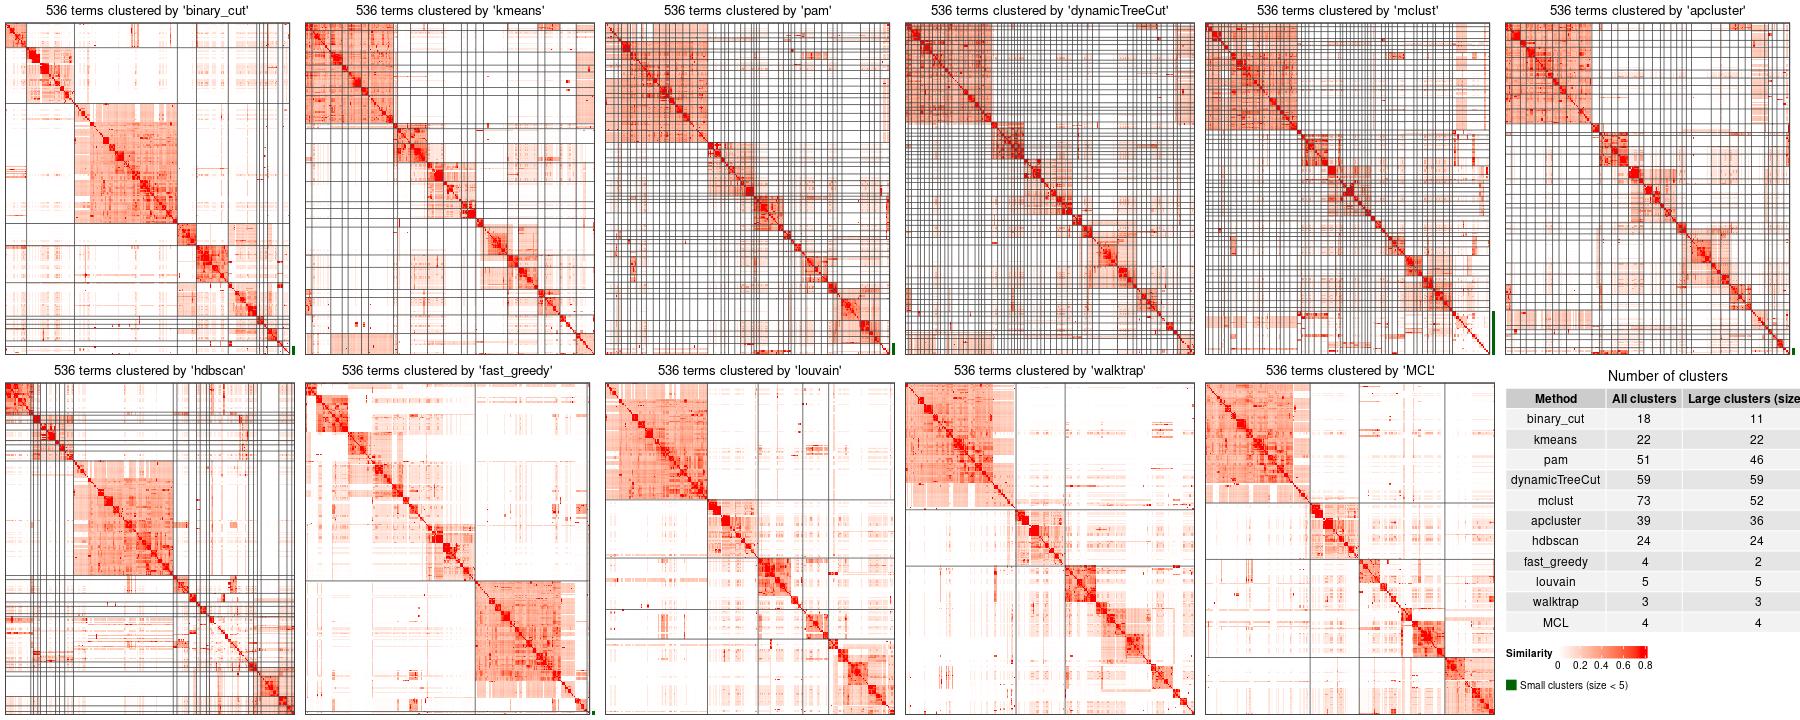 536 terms clustered by 'binary_cut'
536 terms clustered by 'kmeans'
536 terms clustered by 'pam'
536 terms clustered by 'dynamicTreeCut'
536 terms clustered by 'mclust'
536 terms clustered by 'apcluster'
536 terms clustered by 'hdbscan'
536 terms clustered by 'fast_greedy'
536 terms clustered by 'louvain'
536 terms clustered by 'walktrap'
536 terms clustered by 'MCL'
Number of clusters
Method All clusters Large clusters (size
binary_cut 18 11
kmeans 22 22
pam 51 46
dynamicTreeCut 59 59
mclust 73 52
apcluster 39 36
hdbscan 24 24
fast_greedy 4 2
louvain 5 5
walktrap 3 3
MCL 4 4
Similarity
0 0.2 0.4 0.6 0.8
Small clusters (size < 5)